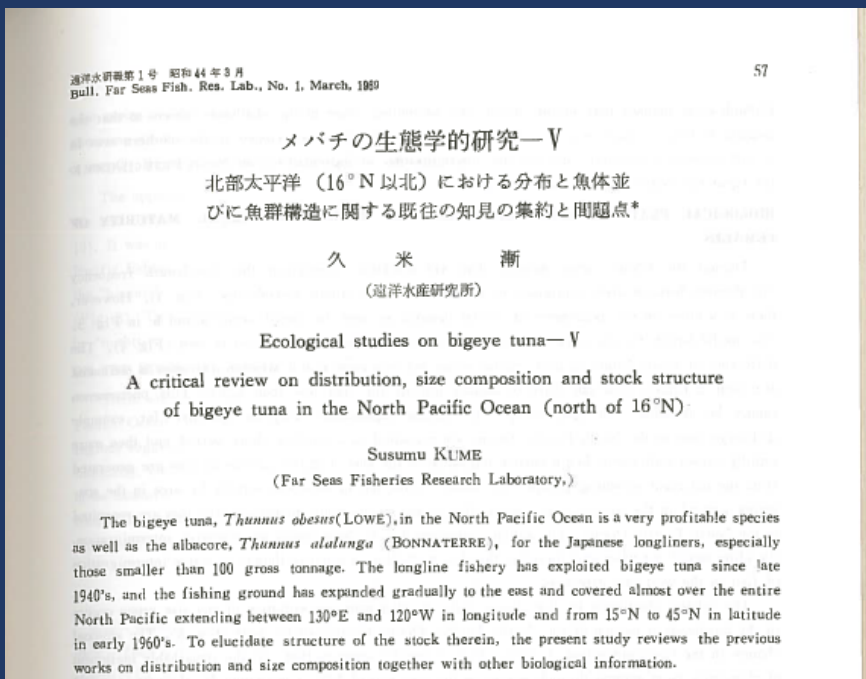 遠洋水研報第1号 昭和44年3月
57
Bull. Far Seas Fish. Res. Lab., No. 1, March, 1969
メバチの生態学的研究—Ⅴ
北部太平洋 (16°N以北) における分布と魚体並
びに魚群構造に関する既往の知見の集約と問題点*
久 米 漸
(遠洋水産研究所)
Ecological studies on bigeye tuna—Ⅴ
A critical review on distribution, size composition and stock structure
of bigeye tuna in the North Pacific Ocean (north of 16°N)
Susumu KUME
(Far Seas Fisheries Research Laboratory,)
The bigeye tuna, Thunnus obesus(LOWE), in the North Pacific Ocean is a very profitable species
as well as the albacore, Thunnus alalunga (BONNATERRE), for the Japanese longliners, especially
those smaller than 100 gross tonnage. The longline fishery has exploited bigeye tuna since late
1940's, and the fishing ground has expanded gradually to the east and covered almost over the entire
North Pacific extending between 130°E and 120°W in longitude and from 15°N to 45°N in latitude
in early 1960's. To elucidate structure of the stock therein, the present study reviews the previous
works on distribution and size composition together with other biological information.